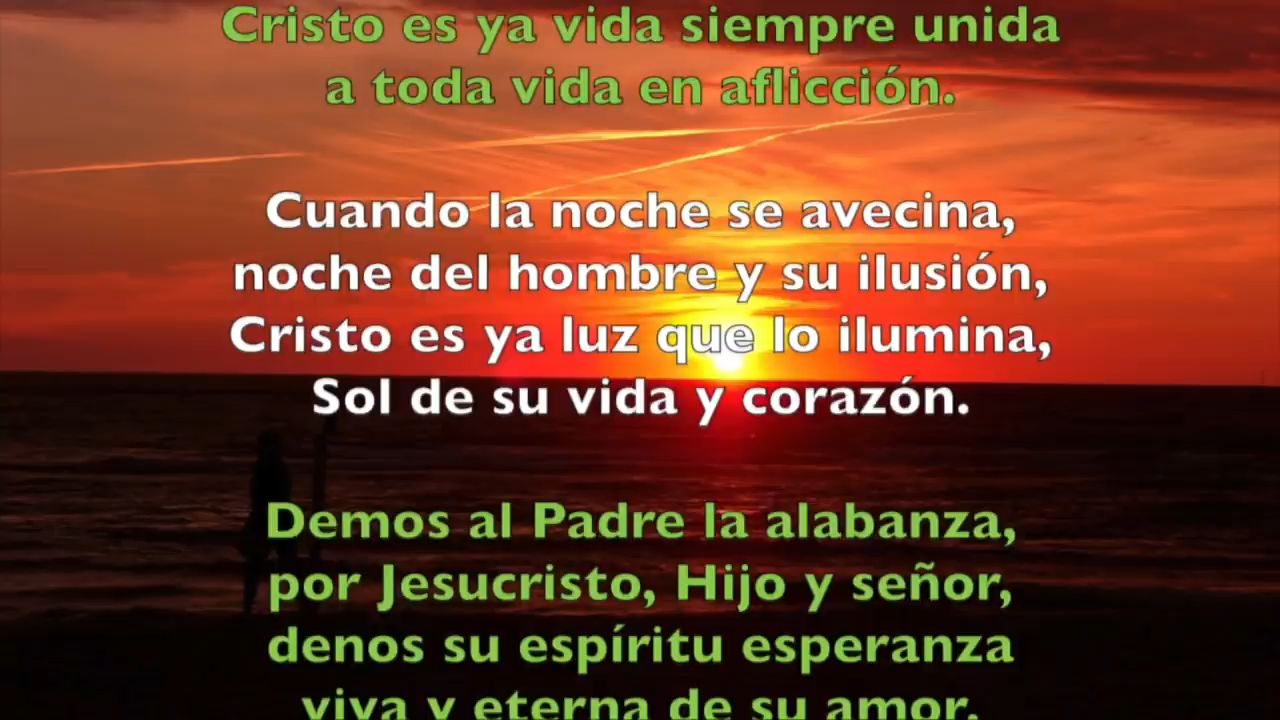 Cristo es ya vida siempre unida
a toda vida en aflicción.
Cuando la noche se avecina,
noche del hombre y su ilusión,
Cristo es ya luz que lo ilumina,
Sol de su vida y corazón.
Demos al Padre la alabanza,
por Jesucristo, Hijo y señor,
denos su espíritu esperanza
viva y eterna de su amor.